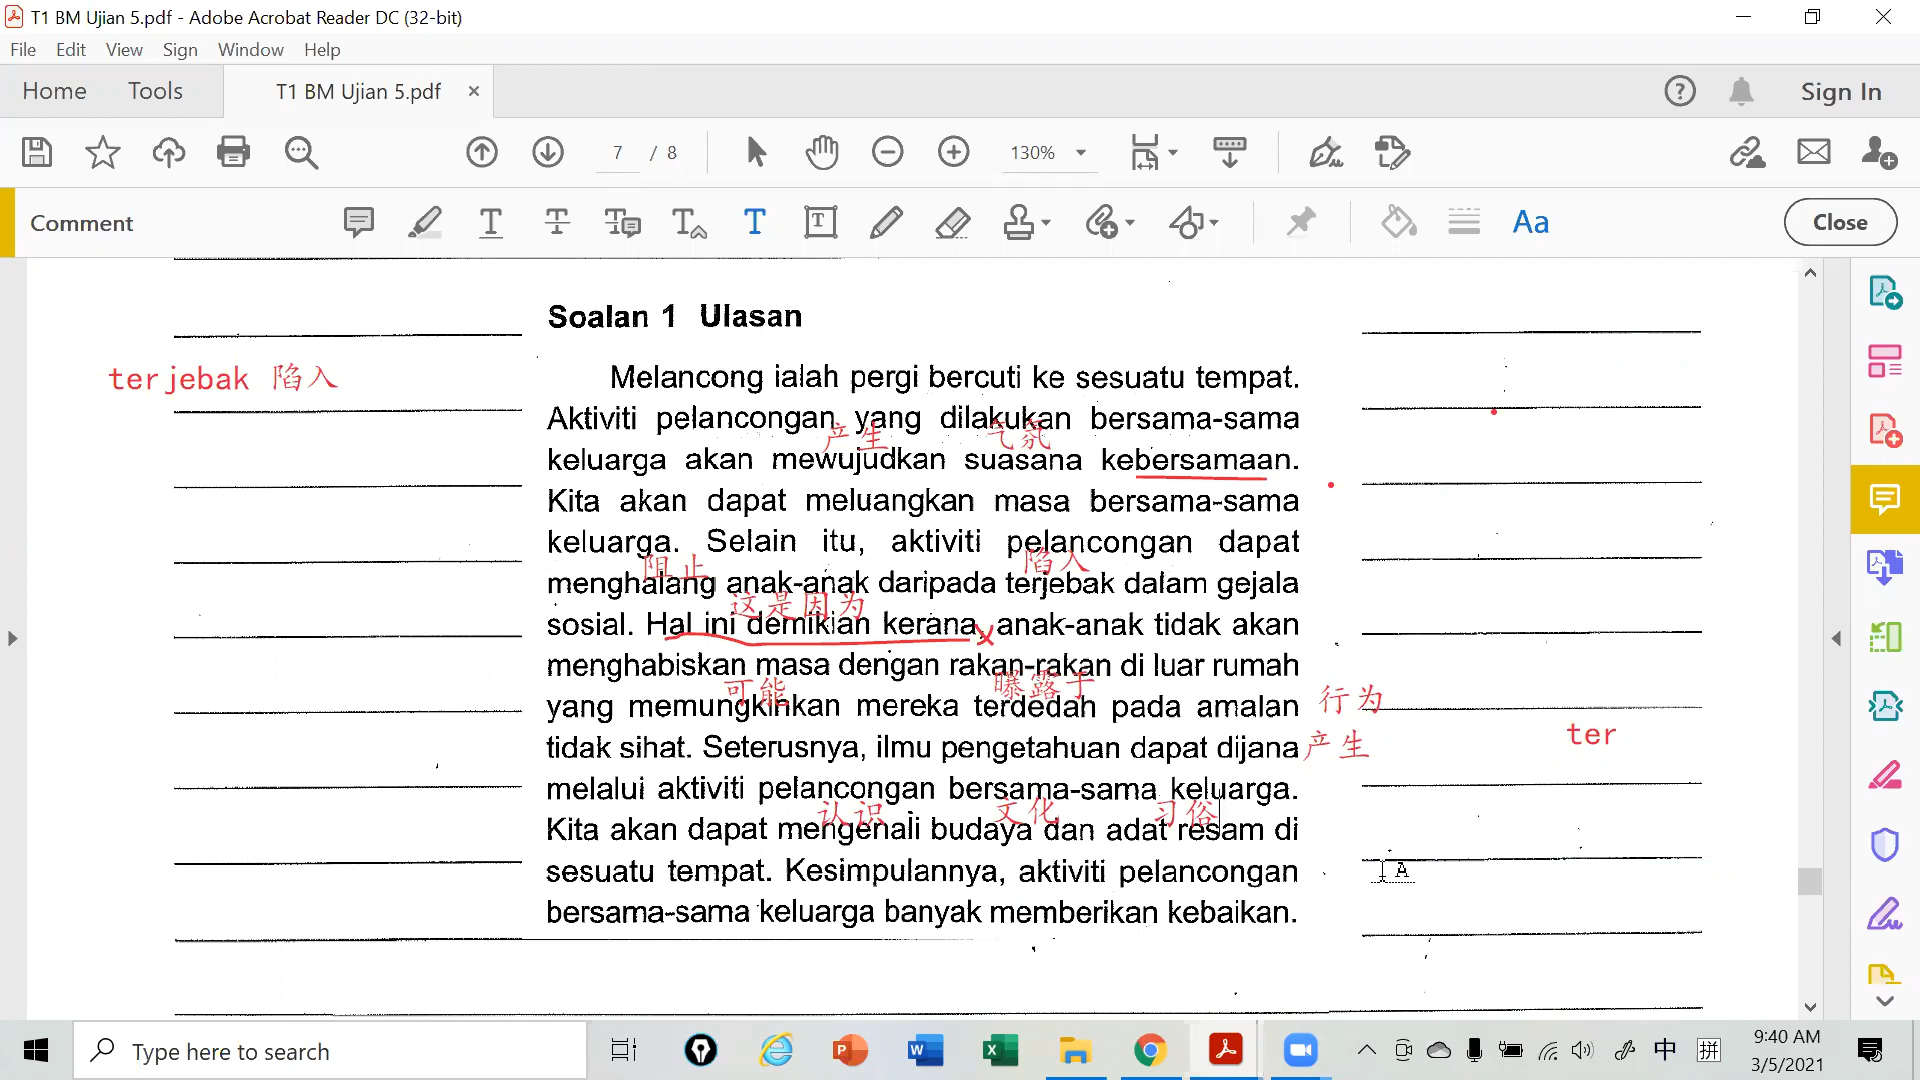 T1 BM Ujian 5.pdf - Adobe Acrobat Reader DC (32-bit)
File Edit View Sign Window Help
Home Tools T1 BM Ujian 5.pdf × Sign In
7 / 8 130%
Comment Aa Close
Soalan 1 Ulasan
terjebak 陷入
Melancong ialah pergi bercuti ke sesuatu tempat.
Aktiviti pelancongan yang dilakukan bersama-sama
产生 气氛
keluarga akan mewujudkan suasana kebersamaan.
Kita akan dapat meluangkan masa bersama-sama
keluarga. Selain itu, aktiviti pelancongan dapat
阻止 陷入
menghalang anak-anak daripada terjebak dalam gejala
这是因为
sosial. Hal ini demikian kerana, anak-anak tidak akan
menghabiskan masa dengan rakan-rakan di luar rumah
可能 曝露于 行为
yang memungkinkan mereka terdedah pada amalan
ter
tidak sihat. Seterusnya, ilmu pengetahuan dapat dijana 产生
melalui aktiviti pelancongan bersama-sama keluarga.
认识 文化 习俗
Kita akan dapat mengenali budaya dan adat resam di
sesuatu tempat. Kesimpulannya, aktiviti pelancongan
bersama-sama keluarga banyak memberikan kebaikan.
Type here to search
中 拼 9:40 AM
3/5/2021